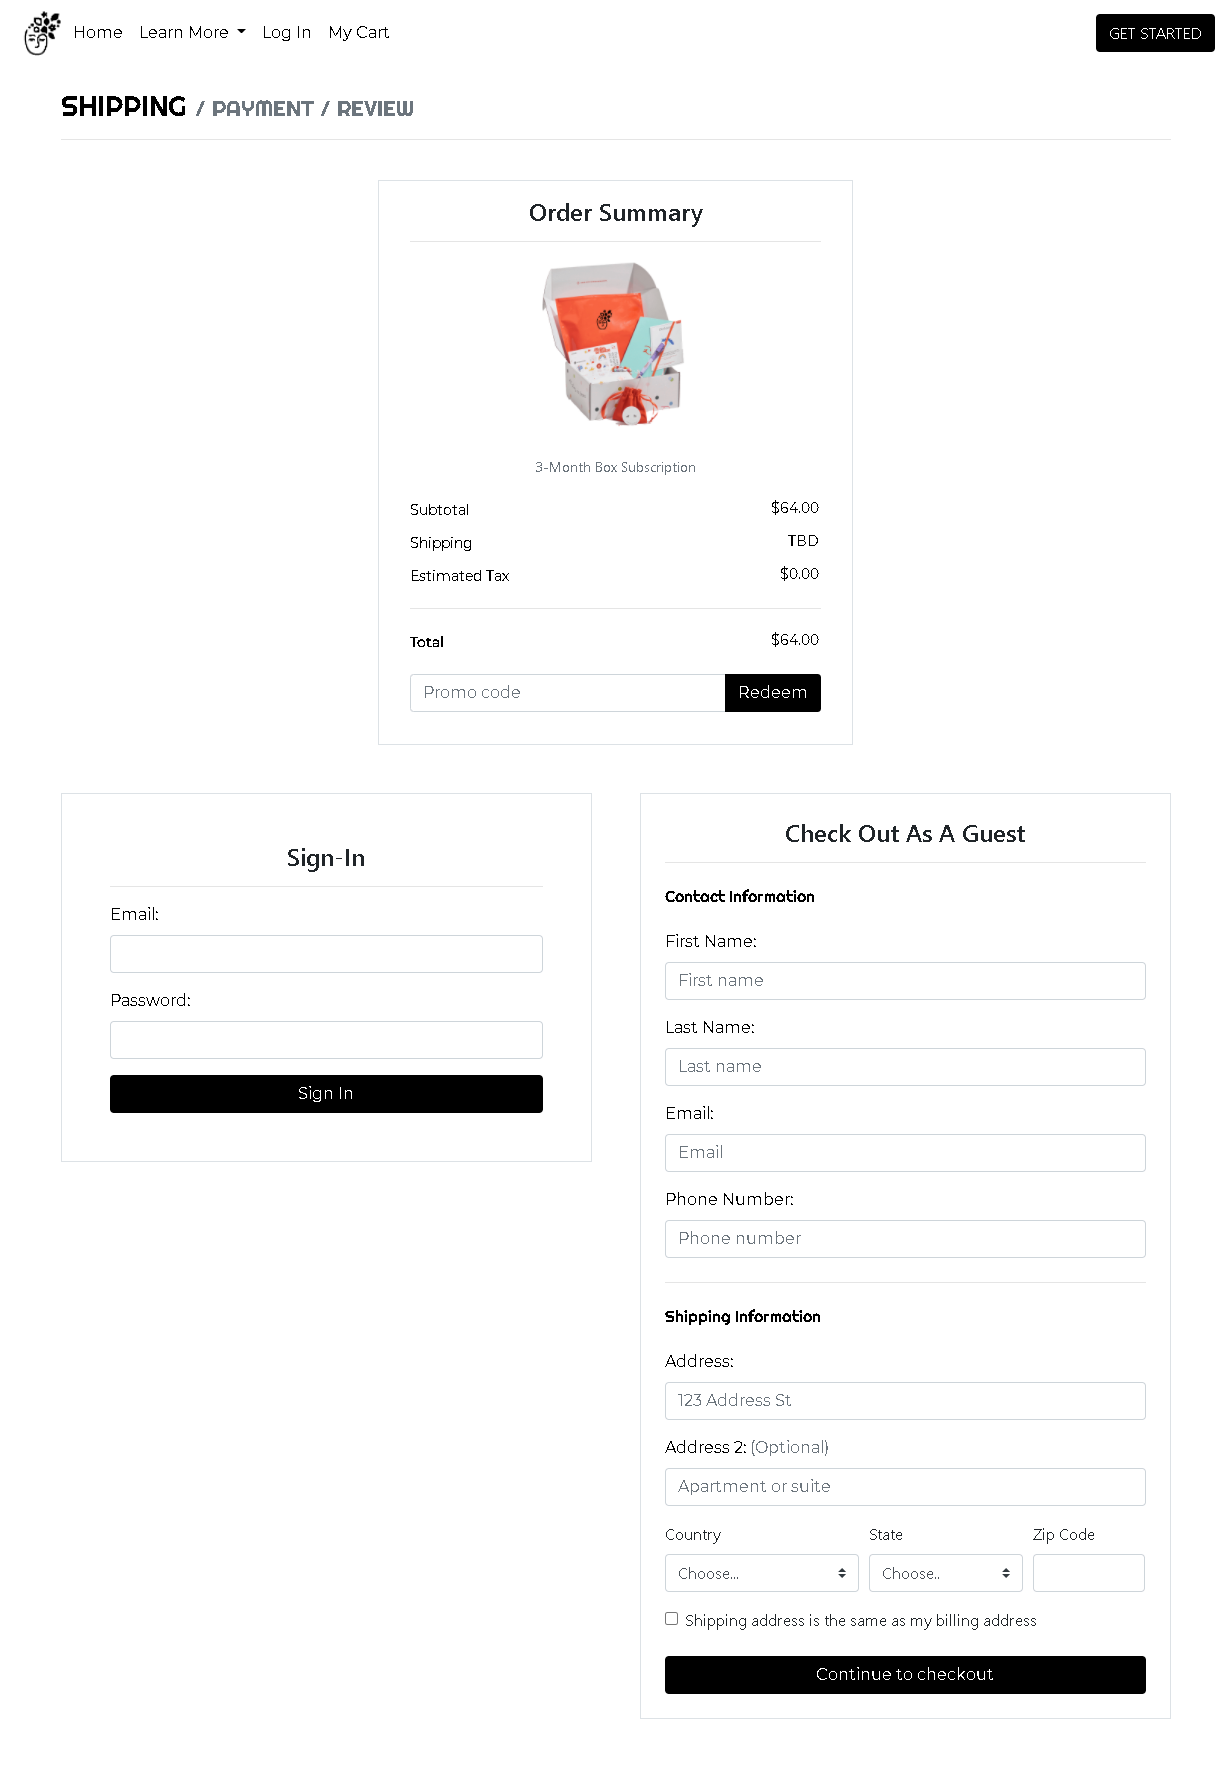 Home Learn More Log In My Cart GET STARTED
SHIPPING / PAYMENT / REVIEW
Order Summary
3-Month Box Subscription
Subtotal $64.00
Shipping TBD
Estimated Tax $0.00
Total $64.00
Promo code Redeem
Sign-In
Email:
Password:
Sign In
Check Out As A Guest
Contact Information
First Name:
First name
Last Name:
Last name
Email:
Email
Phone Number:
Phone number
Shipping Information
Address:
123 Address St
Address 2: (Optional)
Apartment or suite
Country State Zip Code
Choose... Choose..
Shipping address is the same as my billing address
Continue to checkout